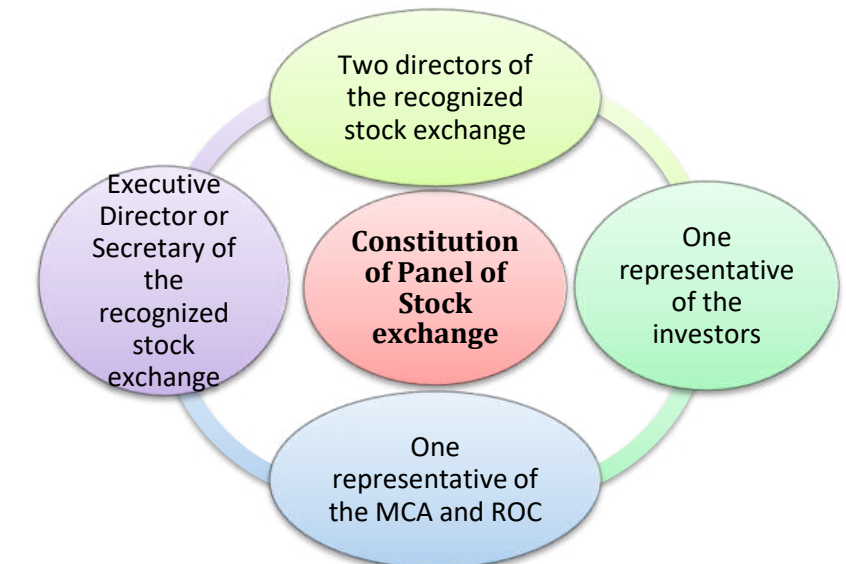 Two directors of
the recognized
stock exchange
Executive
Director or
Secretary of
the
recognized
stock
exchange
Constitution
of Panel of
Stock
exchange
One
representative
of the
investors
One
representative of
the MCA and ROC